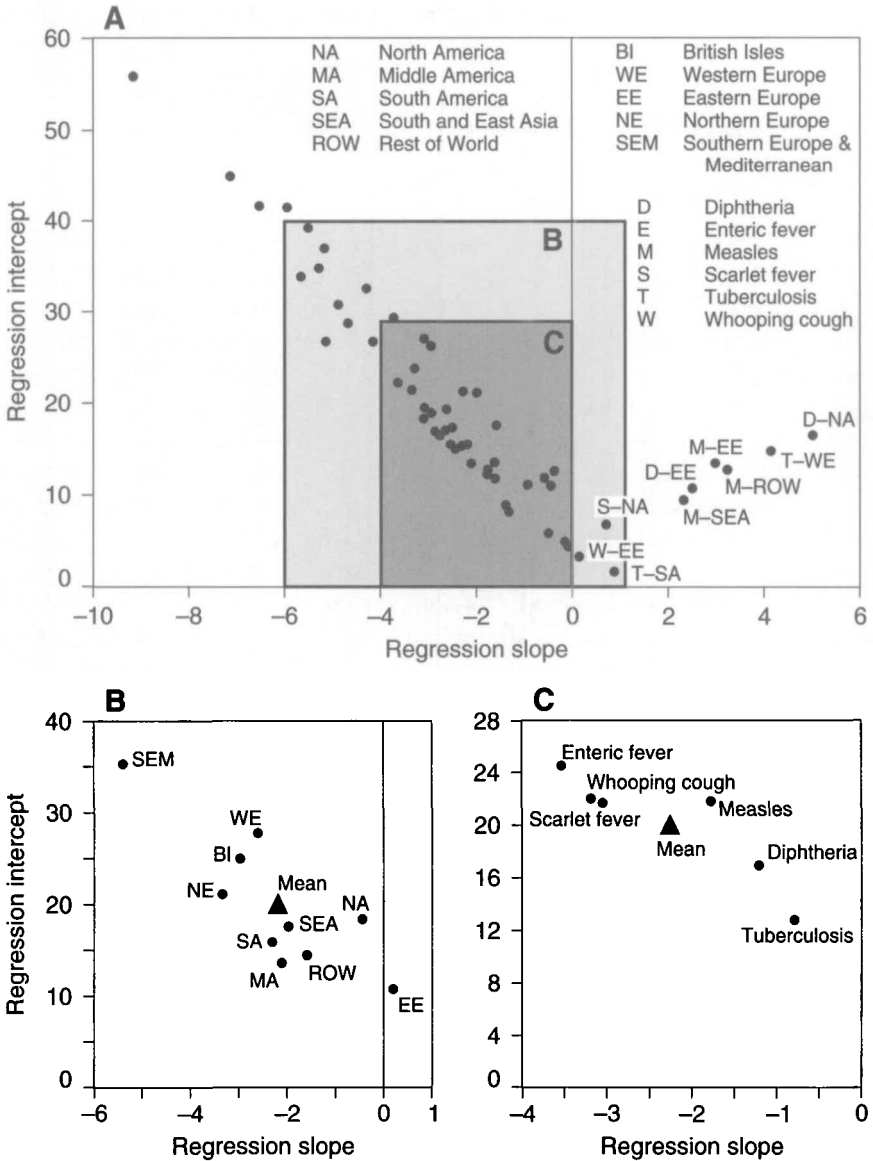 A
60
50
40
30
20
10
0
Regression intercept
NA North America
MA Middle America
SA South America
SEA South and East Asia
ROW Rest of World
BI British Isles
WE Western Europe
EE Eastern Europe
NE Northern Europe
SEM Southern Europe &
Mediterranean
D Diphtheria
E Enteric fever
M Measles
S Scarlet fever
T Tuberculosis
W Whooping cough
B
C
D–NA
M–EE
T–WE
D–EE
M–ROW
S–NA
M–SEA
W–EE
T–SA
–10 –8 –6 –4 –2 0 2 4 6
Regression slope
B
40
30
20
10
0
Regression intercept
SEM
WE
BI
NE
Mean
NA
SEA
SA
MA
ROW
EE
–6 –4 –2 0 1
Regression slope
C
28
24
20
16
12
8
4
0
Enteric fever
Whooping cough
Scarlet fever
Measles
Mean
Diphtheria
Tuberculosis
–4 –3 –2 –1 0
Regression slope